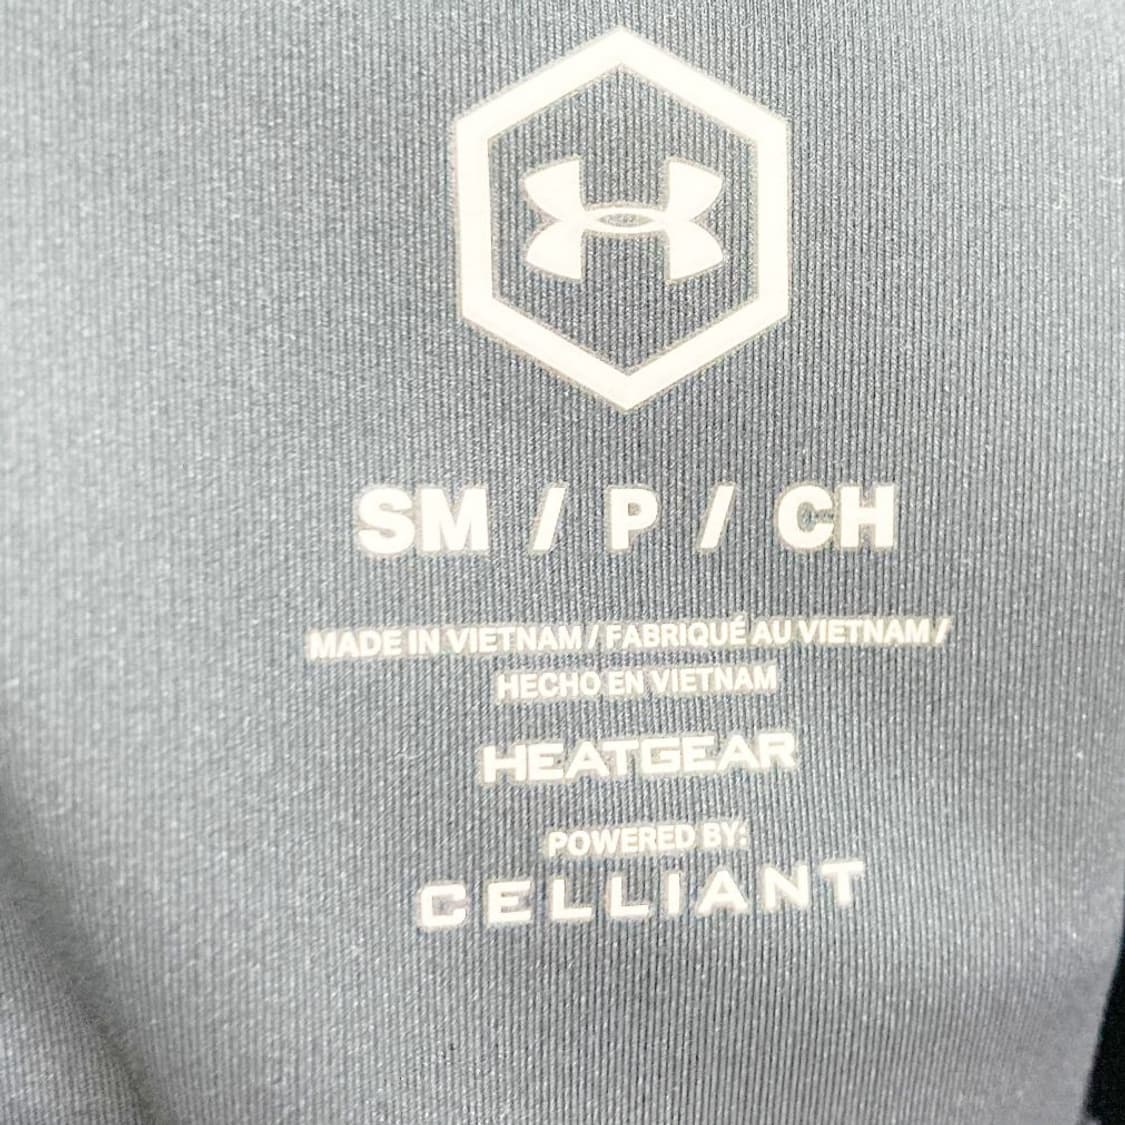 SM / P / CH
MADE IN VIETNAM / FABRIQUÉ AU VIETNAM /
HECHO EN VIETNAM
HEATGEAR
POWERED BY:
CELLIANT